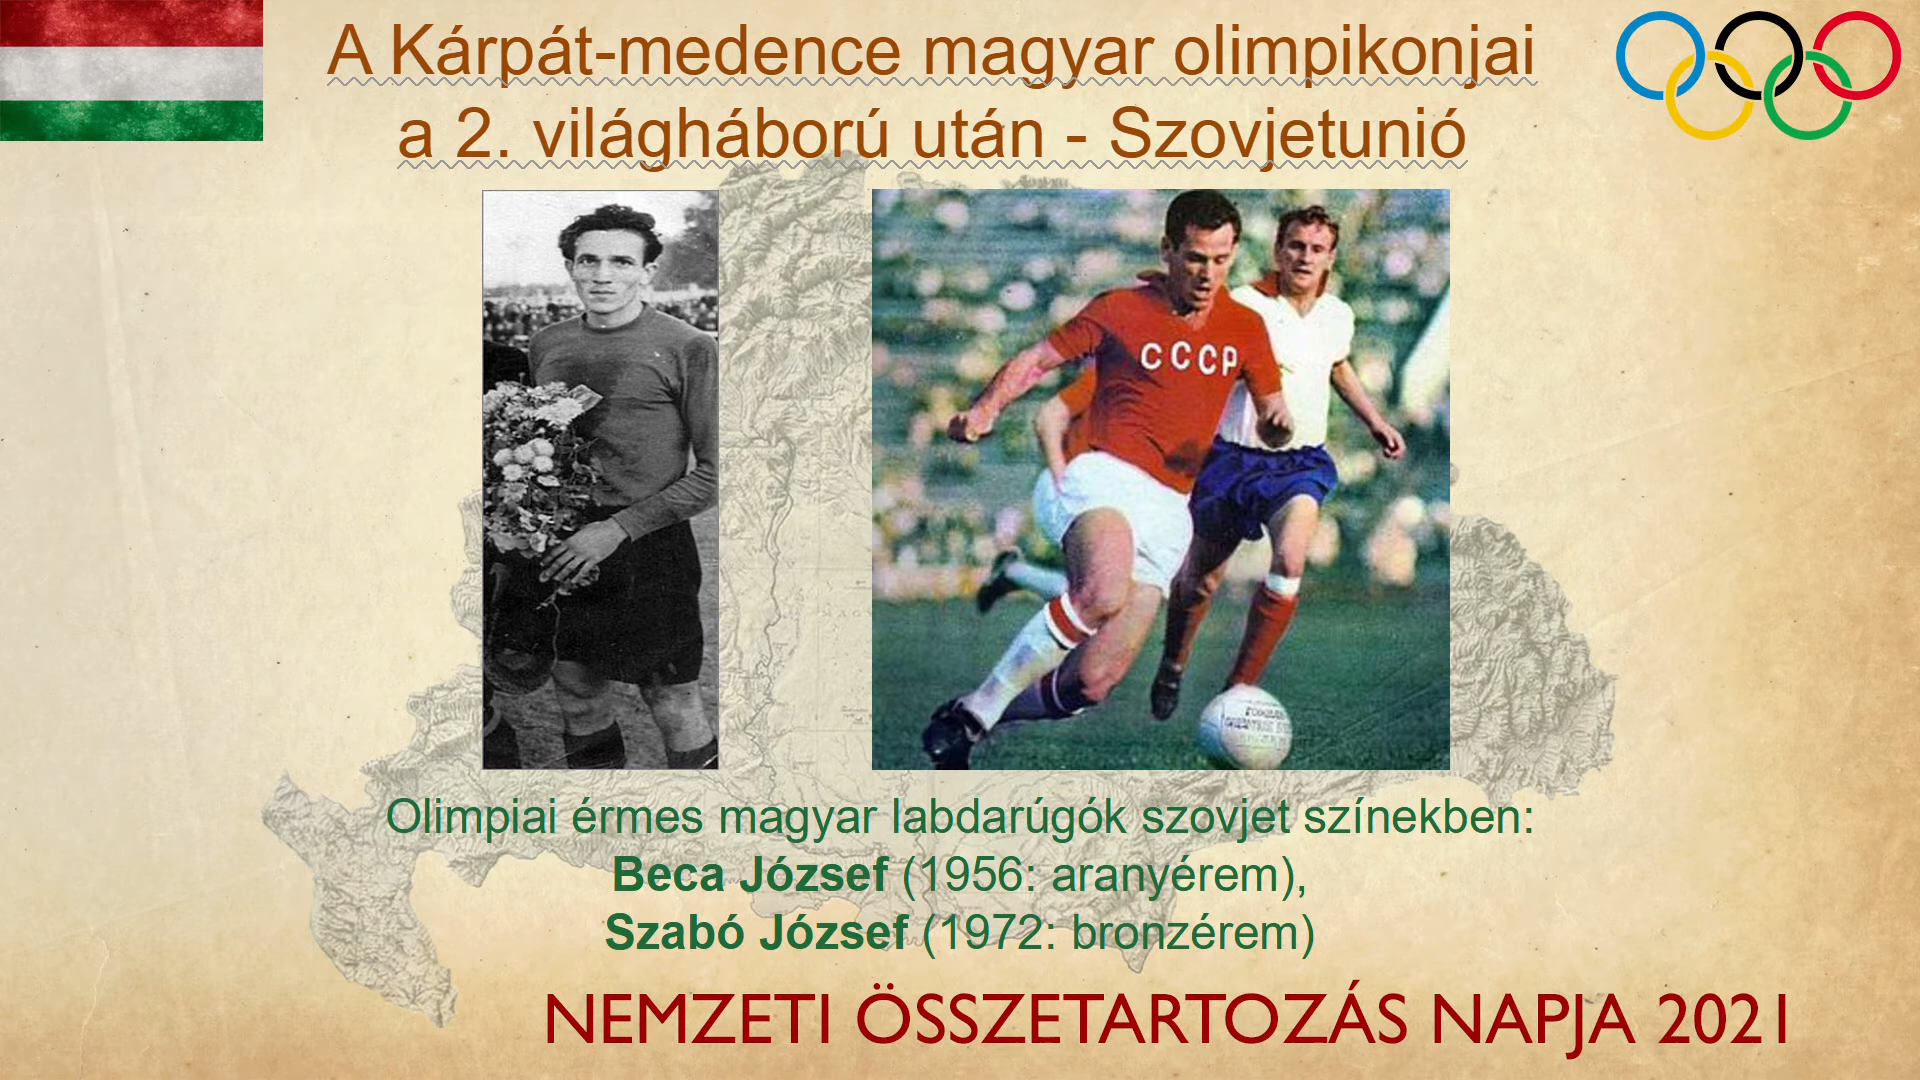 A Kárpát-medence magyar olimpikonjai
a 2. világháború után - Szovjetunió
CCCP
Olimpiai érmes magyar labdarúgók szovjet színekben:
Beca József (1956: aranyérem),
Szabó József (1972: bronzérem)
NEMZETI ÖSSZETARTOZÁS NAPJA 2021